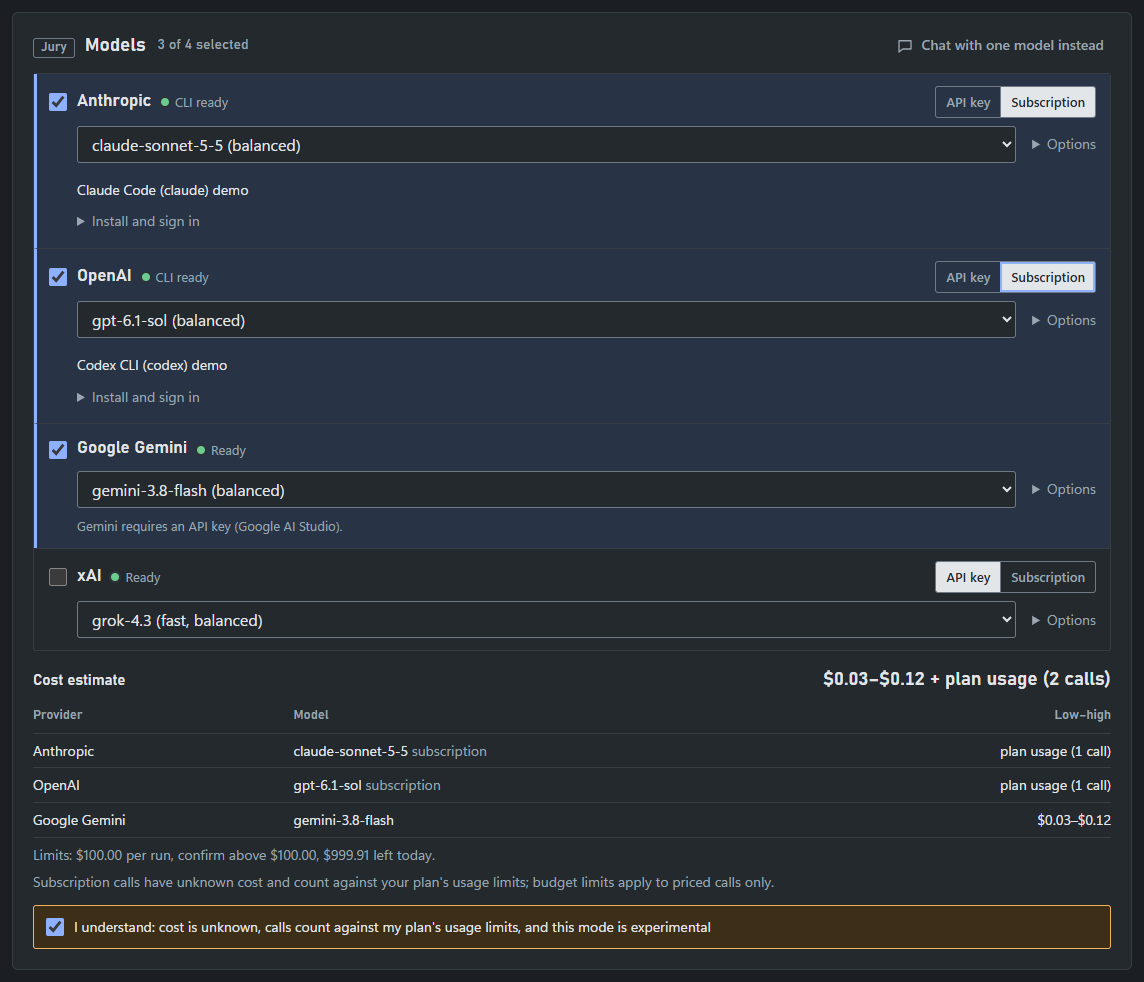 Jury Models 3 of 4 selected Chat with one model instead
Anthropic CLI ready API key Subscription
claude-sonnet-5-5 (balanced) Options
Claude Code (claude) demo
Install and sign in
OpenAI CLI ready API key Subscription
gpt-6.1-sol (balanced) Options
Codex CLI (codex) demo
Install and sign in
Google Gemini Ready
gemini-3.8-flash (balanced) Options
Gemini requires an API key (Google AI Studio).
xAI Ready API key Subscription
grok-4.3 (fast, balanced) Options
Cost estimate $0.03–$0.12 + plan usage (2 calls)
Provider Model Low–high
Anthropic claude-sonnet-5-5 subscription plan usage (1 call)
OpenAI gpt-6.1-sol subscription plan usage (1 call)
Google Gemini gemini-3.8-flash $0.03–$0.12
Limits: $100.00 per run, confirm above $100.00, $999.91 left today.
Subscription calls have unknown cost and count against your plan's usage limits; budget limits apply to priced calls only.
I understand: cost is unknown, calls count against my plan's usage limits, and this mode is experimental